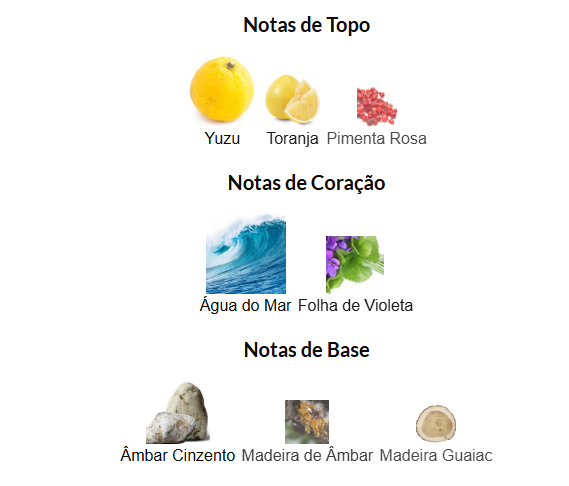 Notas de Topo
Yuzu Toranja Pimenta Rosa
Notas de Coração
Água do Mar Folha de Violeta
Notas de Base
Âmbar Cinzento Madeira de Âmbar Madeira Guaiac